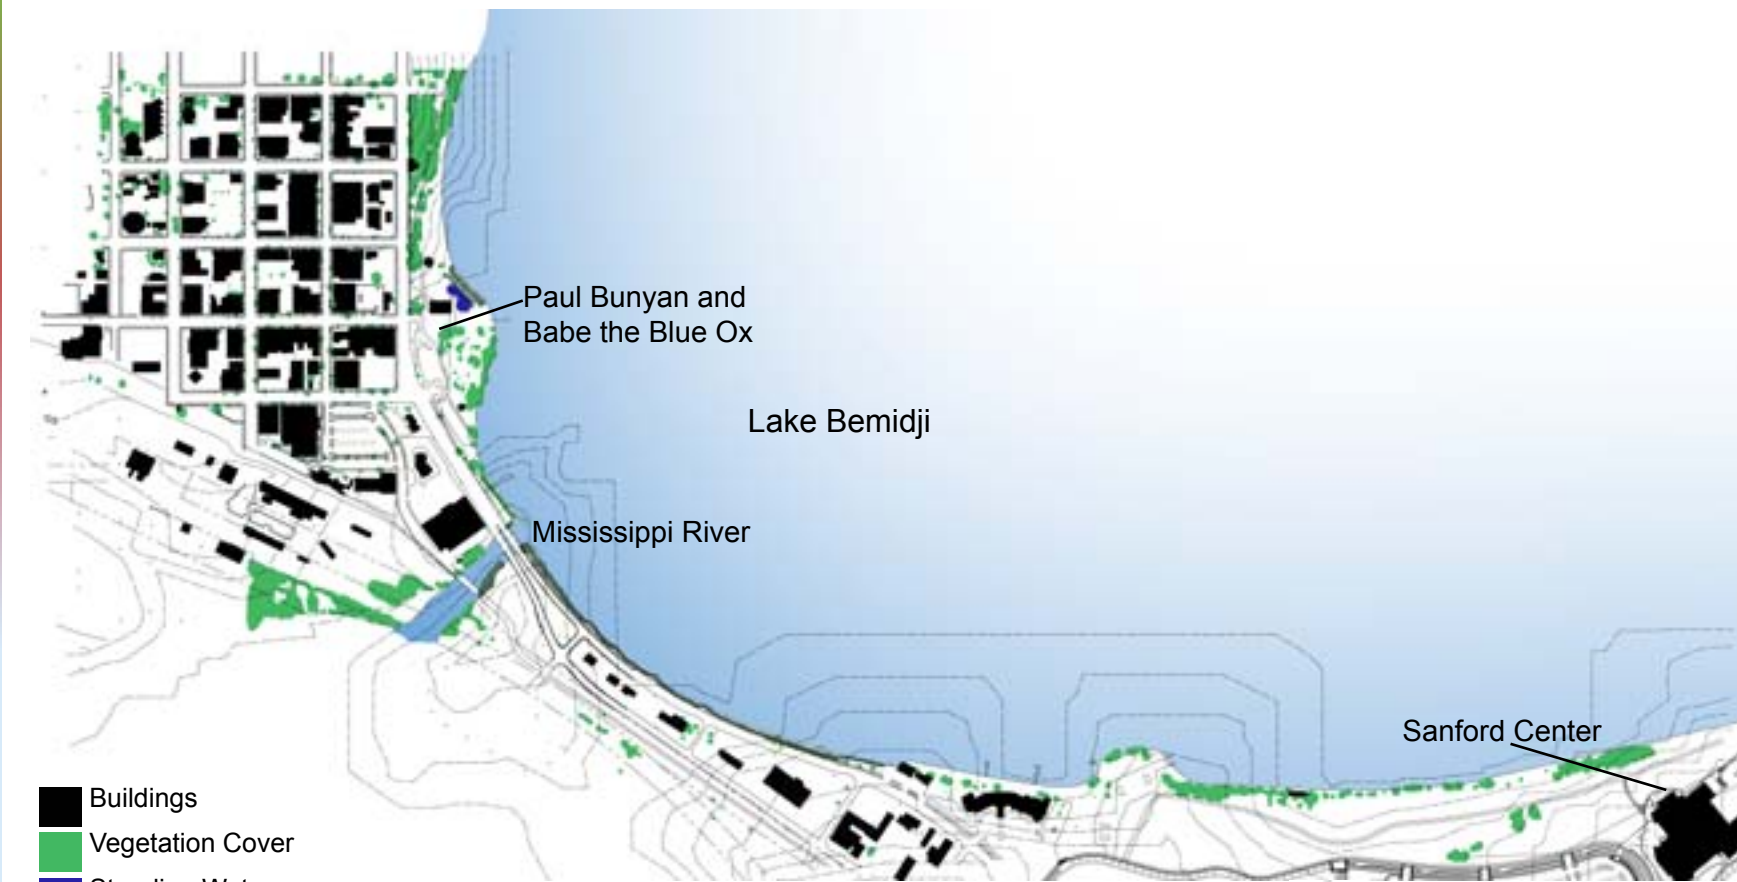 Paul Bunyan and
Babe the Blue Ox
Lake Bemidji
Mississippi River
Sanford Center
Buildings
Vegetation Cover